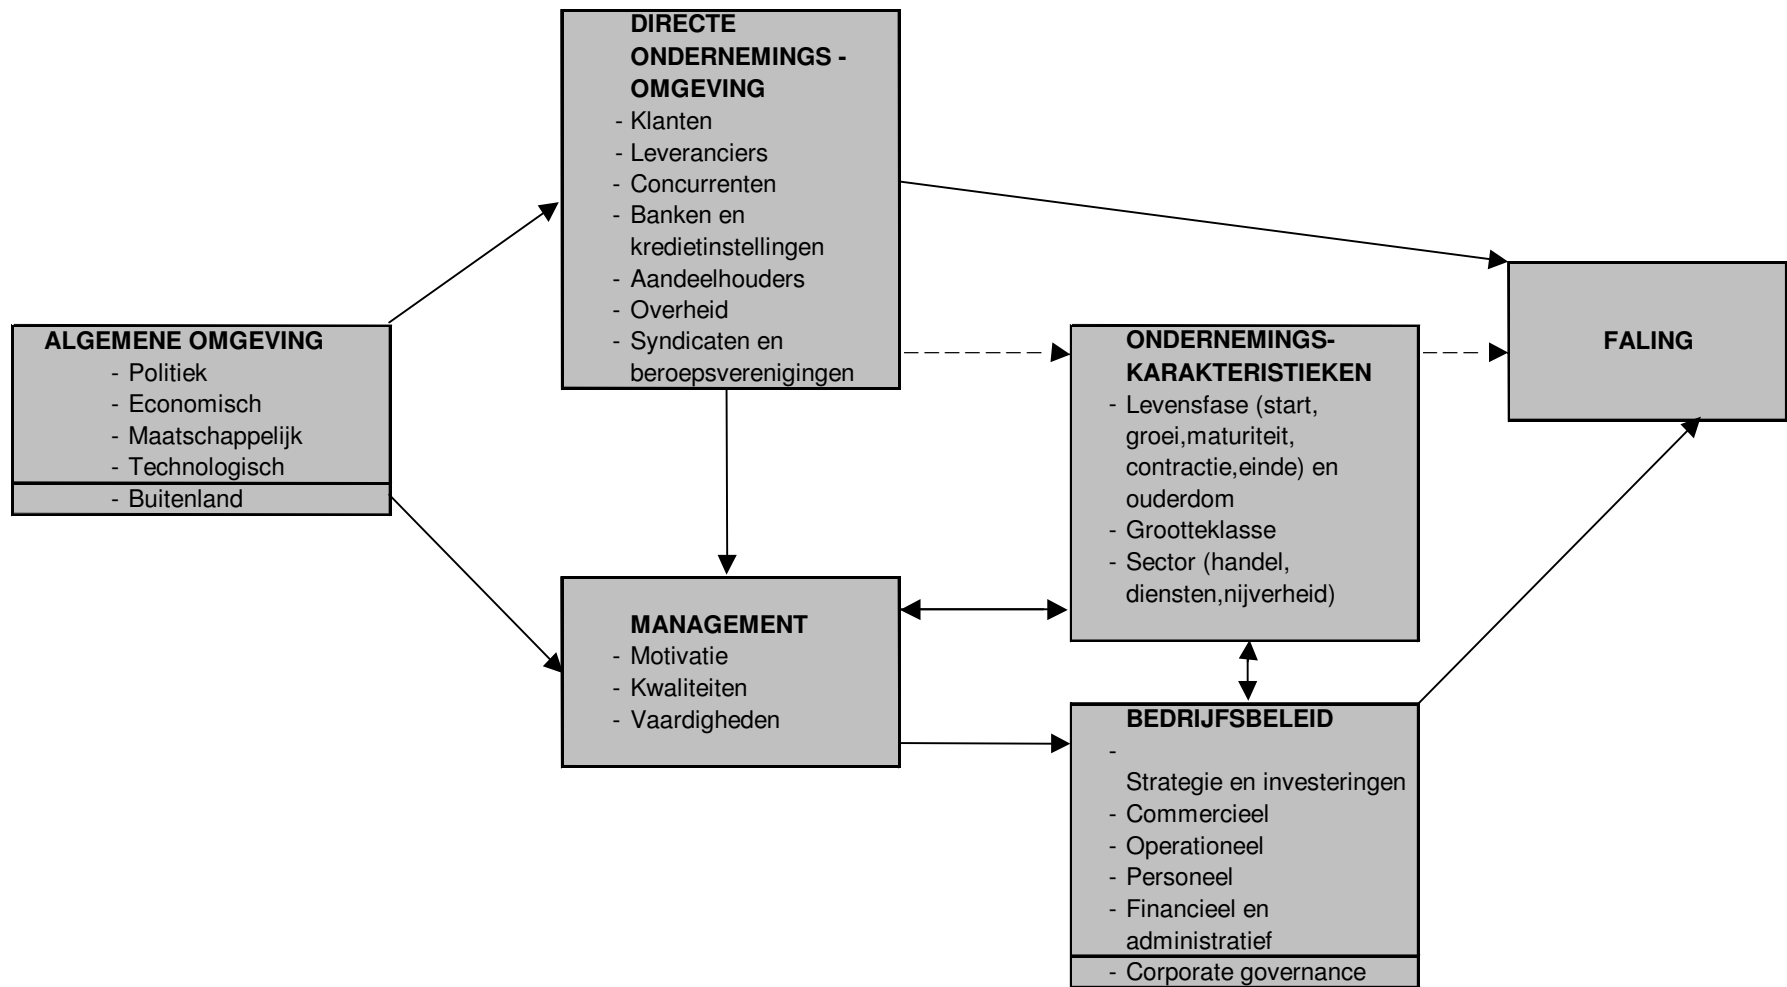 DIRECTE
ONDERNEMINGS -
OMGEVING
- Klanten
- Leveranciers
- Concurrenten
- Banken en
kredietinstellingen
- Aandeelhouders
- Overheid
- Syndicaten en
beroepsverenigingen
ALGEMENE OMGEVING
- Politiek
- Economisch
- Maatschappelijk
- Technologisch
- Buitenland
MANAGEMENT
- Motivatie
- Kwaliteiten
- Vaardigheden
ONDERNEMINGS-
KARAKTERISTIEKEN
- Levensfase (start,
groei,maturiteit,
contractie,einde) en
ouderdom
- Grootteklasse
- Sector (handel,
diensten,nijverheid)
BEDRIJFSBELEID
-
Strategie en investeringen
- Commercieel
- Operationeel
- Personeel
- Financieel en
administratief
- Corporate governance
FALING